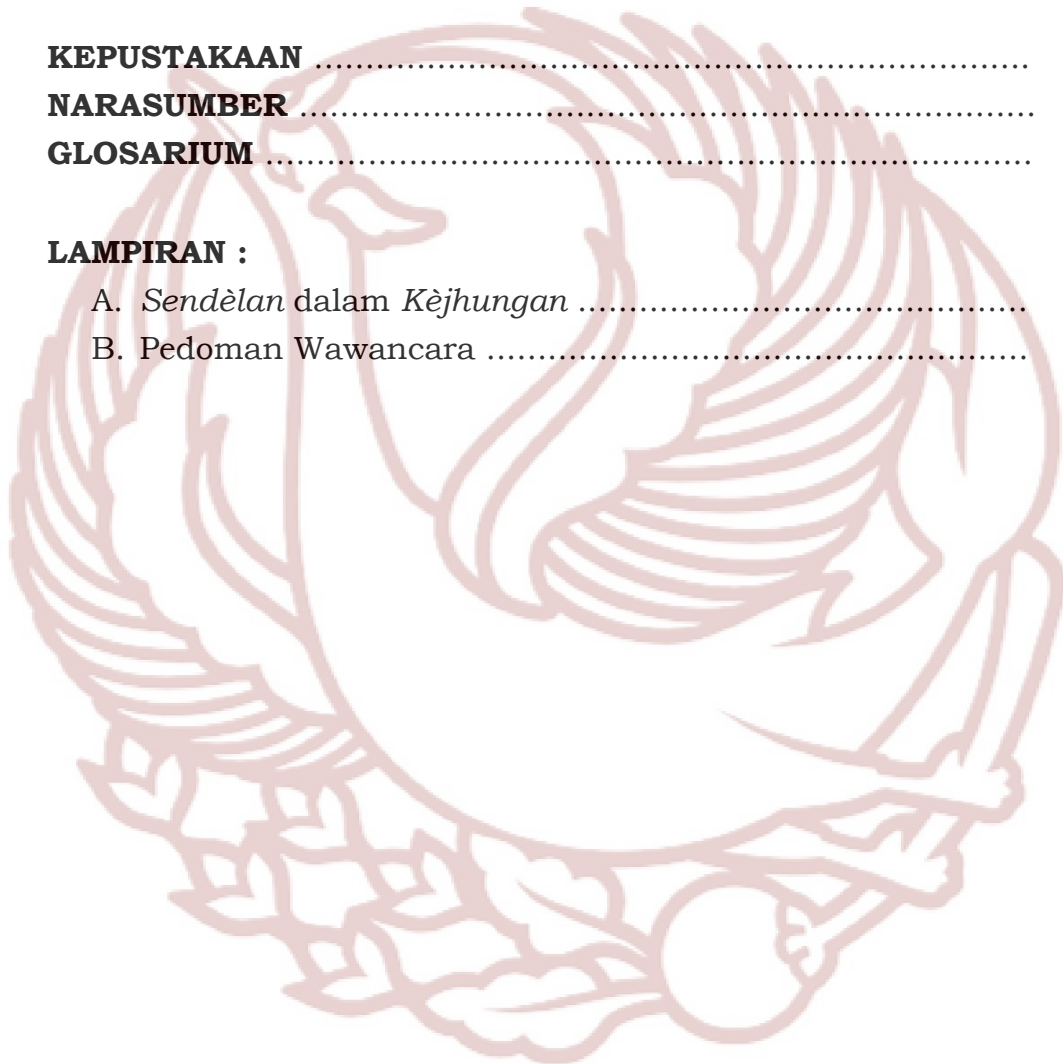 KEPUSTAKAAN ......................................................................
NARASUMBER ........................................................................
GLOSARIUM ...........................................................................

LAMPIRAN :
A. Sendèlan dalam Kèjhungan ............................................
B. Pedoman Wawancara .....................................................